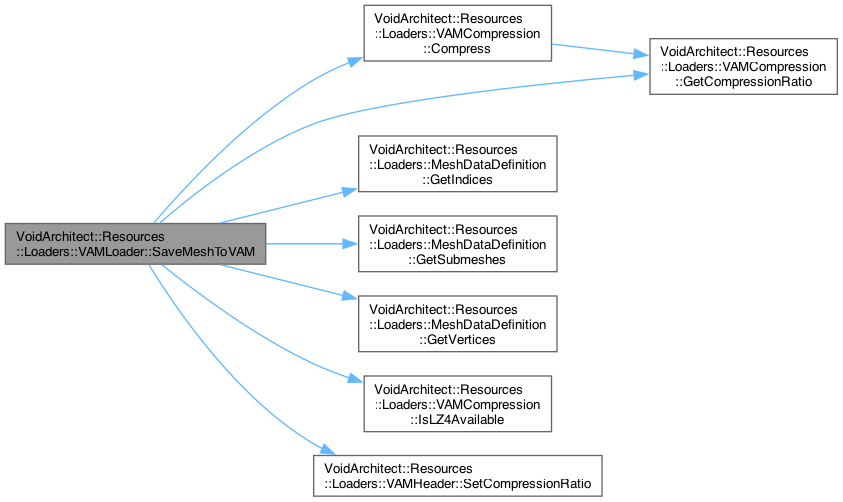 VoidArchitect::Resources
::Loaders::VAMCompression
::Compress
VoidArchitect::Resources
::Loaders::VAMCompression
::GetCompressionRatio
VoidArchitect::Resources
::Loaders::MeshDataDefinition
::GetIndices
VoidArchitect::Resources
::Loaders::VAMLoader::SaveMeshToVAM
VoidArchitect::Resources
::Loaders::MeshDataDefinition
::GetSubmeshes
VoidArchitect::Resources
::Loaders::MeshDataDefinition
::GetVertices
VoidArchitect::Resources
::Loaders::VAMCompression
::IsLZ4Available
VoidArchitect::Resources
::Loaders::VAMHeader::SetCompressionRatio